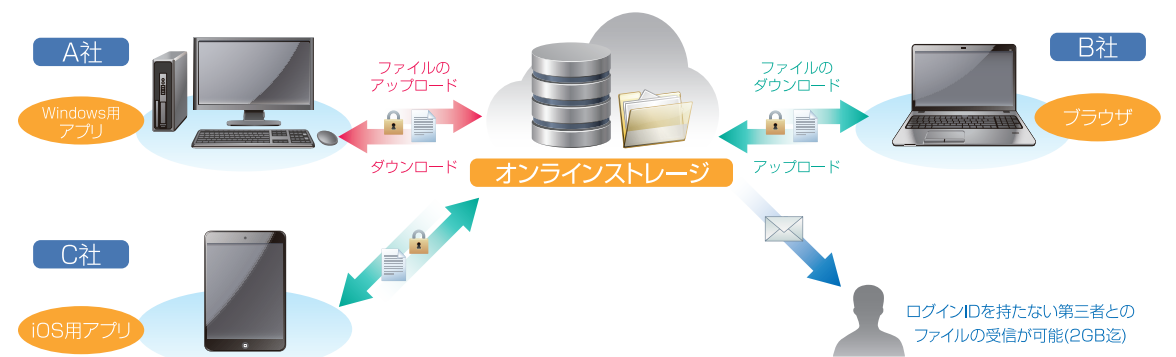 A社
Windows用
アプリ
ファイルの
アップロード
ダウンロード
オンラインストレージ
ファイルの
ダウンロード
アップロード
B社
ブラウザ
C社
iOS用アプリ
ログインIDを持たない第三者との
ファイルの受信が可能(2GB迄)